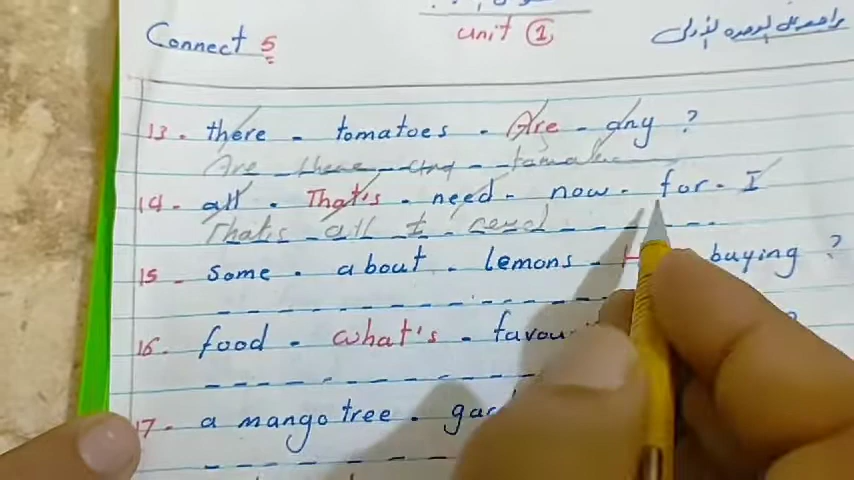 Connect 5
unit 1
13 - there - tomatoes - Are - any ?
Are there any tomato
14 - all - That's - need - now - for - I
That's all I need
15 - some - about - lemons - buying ?
16 - food - what's - favou
17 - a mango tree - gar